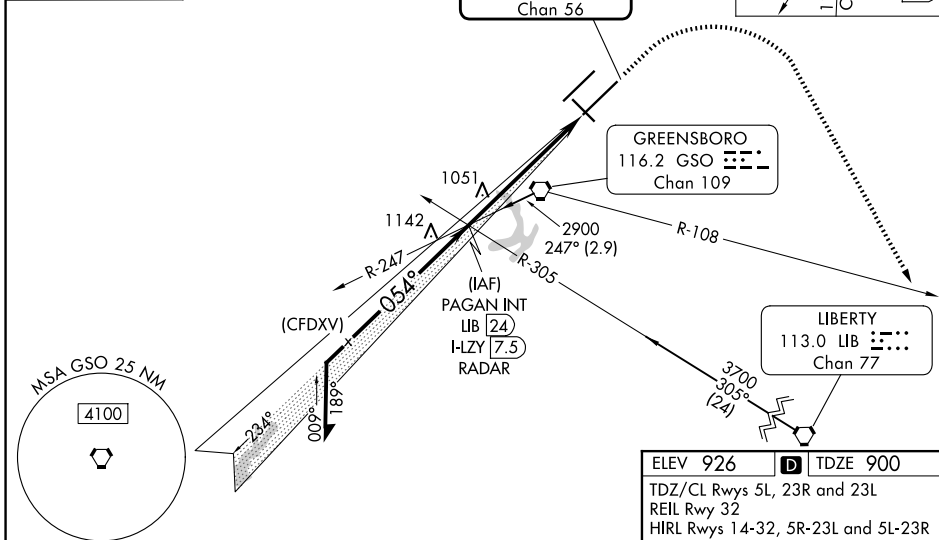 Chan 56
1
GREENSBORO
116.2 GSO
Chan 109
1051
1142
2900
247° (2.9)
R-108
R-247
R-305
054°
(IAF)
PAGAN INT
LIB 24
I-LZY 7.5
RADAR
(CFDXV)
LIBERTY
113.0 LIB
Chan 77
MSA GSO 25 NM
4100
234°
009°
189°
3700
305°
(24)
ELEV 926 D TDZE 900
TDZ/CL Rwys 5L, 23R and 23L
REIL Rwy 32
HIRL Rwys 14-32, 5R-23L and 5L-23R